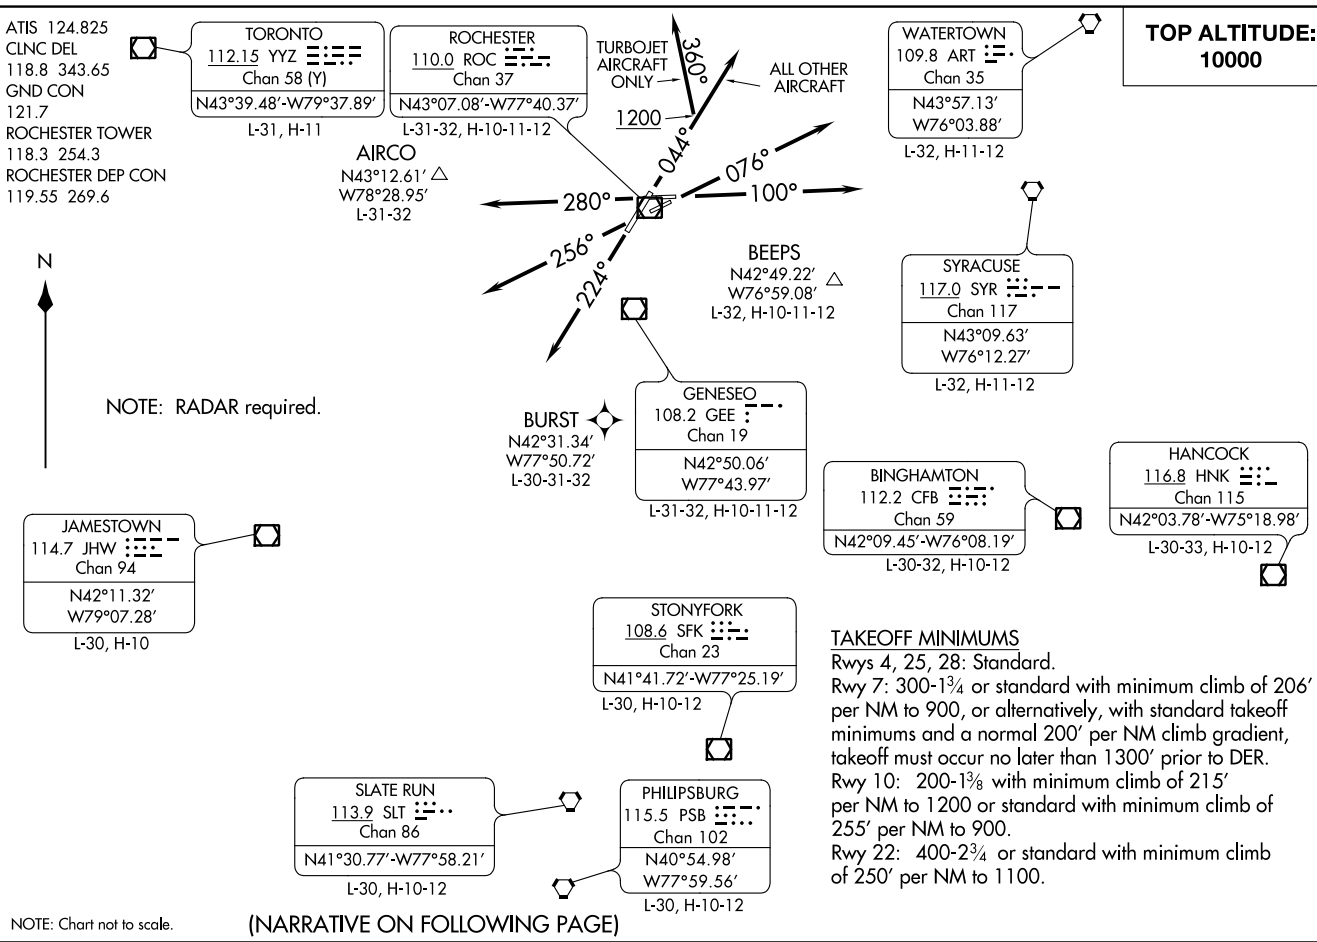 ATIS 124.825
CLNC DEL
118.8 343.65
GND CON
121.7
ROCHESTER TOWER
118.3 254.3
ROCHESTER DEP CON
119.55 269.6
TORONTO
112.15 YYZ
Chan 58 (Y)
N43°39.48′-W79°37.89′
L-31, H-11
ROCHESTER
110.0 ROC
Chan 37
N43°07.08′-W77°40.37′
L-31-32, H-10-11-12
TURBOJET
AIRCRAFT
ONLY
360°
1200
ALL OTHER
AIRCRAFT
WATERTOWN
109.8 ART
Chan 35
N43°57.13′
W76°03.88′
L-32, H-11-12
TOP ALTITUDE:
10000
AIRCO
N43°12.61′
W78°28.95′
L-31-32
044°
076°
100°
280°
256°
224°
BEEPS
N42°49.22′
W76°59.08′
L-32, H-10-11-12
SYRACUSE
117.0 SYR
Chan 117
N43°09.63′
W76°12.27′
L-32, H-11-12
N
NOTE: RADAR required.
BURST
N42°31.34′
W77°50.72′
L-30-31-32
GENESEO
108.2 GEE
Chan 19
N42°50.06′
W77°43.97′
L-31-32, H-10-11-12
BINGHAMTON
112.2 CFB
Chan 59
N42°09.45′-W76°08.19′
L-30-32, H-10-12
HANCOCK
116.8 HNK
Chan 115
N42°03.78′-W75°18.98′
L-30-33, H-10-12
JAMESTOWN
114.7 JHW
Chan 94
N42°11.32′
W79°07.28′
L-30, H-10
STONYFORK
108.6 SFK
Chan 23
N41°41.72′-W77°25.19′
L-30, H-10-12
TAKEOFF MINIMUMS
Rwys 4, 25, 28: Standard.
Rwy 7: 300-1¾ or standard with minimum climb of 206′
per NM to 900, or alternatively, with standard takeoff
minimums and a normal 200′ per NM climb gradient,
takeoff must occur no later than 1300′ prior to DER.
Rwy 10: 200-1⅜ with minimum climb of 215′
per NM to 1200 or standard with minimum climb of
255′ per NM to 900.
Rwy 22: 400-2¾ or standard with minimum climb
of 250′ per NM to 1100.
SLATE RUN
113.9 SLT
Chan 86
N41°30.77′-W77°58.21′
L-30, H-10-12
PHILIPSBURG
115.5 PSB
Chan 102
N40°54.98′
W77°59.56′
L-30, H-10-12
NOTE: Chart not to scale.
(NARRATIVE ON FOLLOWING PAGE)